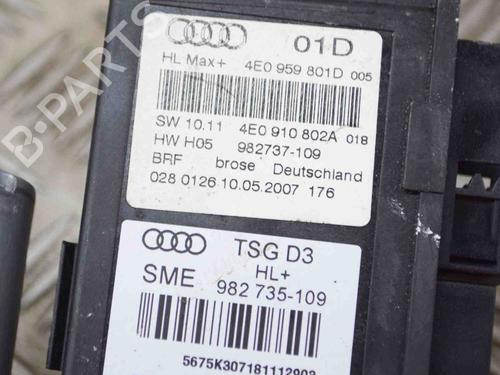 01D
HL Max+ 4E0 959 801D 005
SW 10.11 4E0 910 802A 018
HW H05 982737-109
BRF brose Deutschland
028 0126 10.05.2007 176
TSG D3
HL+
SME 982 735-109
5675K307181112903
B-PARTS